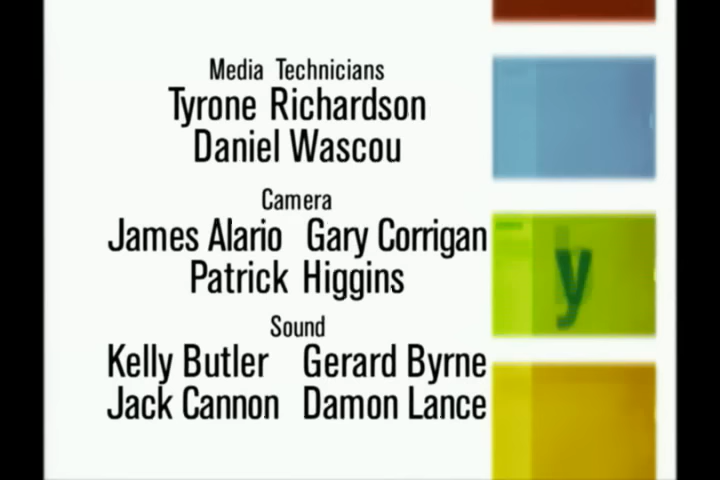 Media Technicians
Tyrone Richardson
Daniel Wascou
Camera
James Alario Gary Corrigan
Patrick Higgins
Sound
Kelly Butler Gerard Byrne
Jack Cannon Damon Lance
y